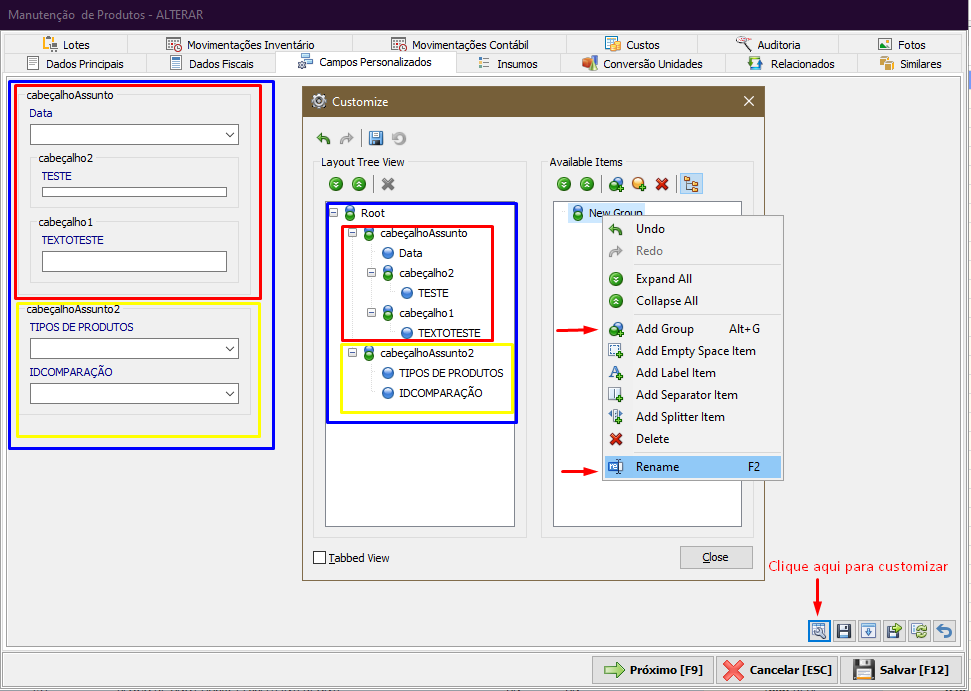 Manutenção de Produtos - ALTERAR
Lotes
Movimentações Inventário
Movimentações Contábil
Custos
Auditoria
Fotos
Dados Principais
Dados Fiscais
Campos Personalizados
Insumos
Conversão Unidades
Relacionados
Similares
cabeçalhoAssunto
Data
cabeçalho2
TESTE
cabeçalho1
TEXTOTESTE
cabeçalhoAssunto2
TIPOS DE PRODUTOS
IDCOMPARAÇÃO
Customize
Layout Tree View
Root
cabeçalhoAssunto
Data
cabeçalho2
TESTE
cabeçalho1
TEXTOTESTE
cabeçalhoAssunto2
TIPOS DE PRODUTOS
IDCOMPARAÇÃO
Available Items
New Group
Undo
Redo
Expand All
Collapse All
Add Group Alt+G
Add Empty Space Item
Add Label Item
Add Separator Item
Add Splitter Item
Delete
Rename F2
Tabbed View
Close
Clique aqui para customizar
Próximo [F9]
Cancelar [ESC]
Salvar [F12]